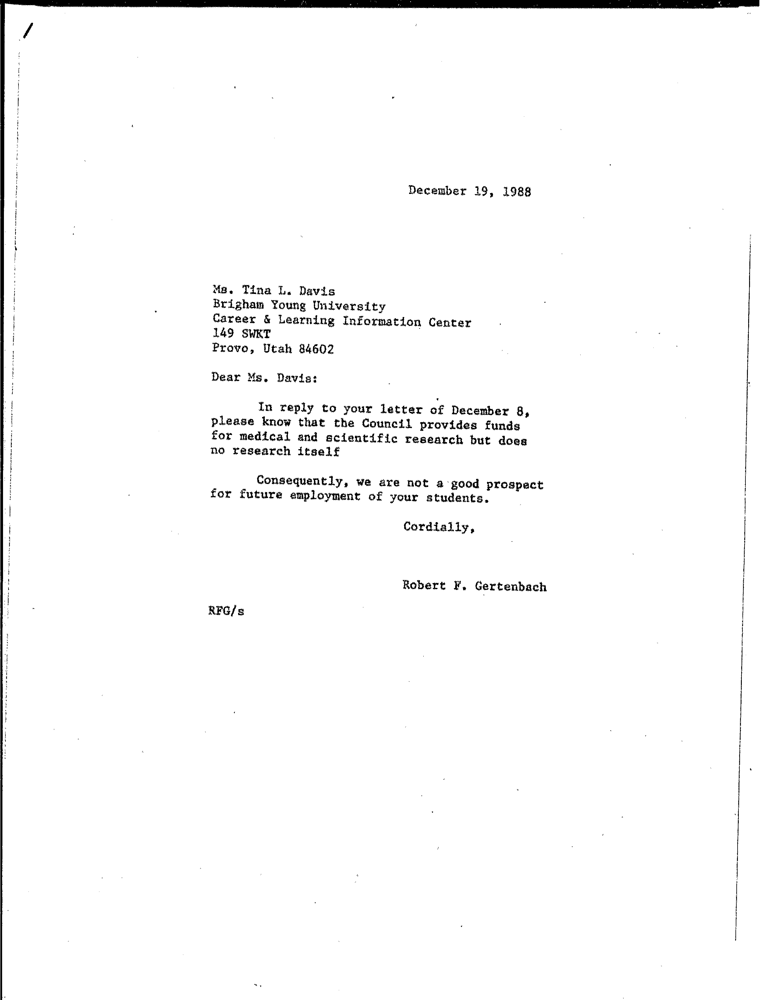 December 19, 1988
Ms. Tina L. Davis
Brigham Young University
Career & Learning Information Center
149 SWKT
Provo, Utah 84602
Dear Ms. Davis:
In reply to your letter of December 8,
please know that the Council provides funds
for medical and scientific research but does
no research itself
Consequently, we are not a good prospect
for future employment of your students.
Cordially,
Robert F. Gertenbach
RFG/s